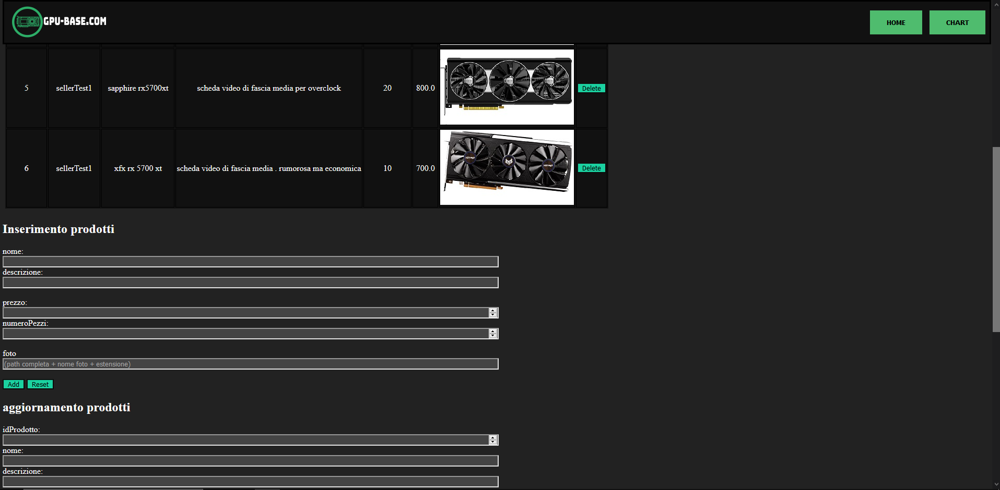 GPU-BASE.COM
HOME
CHART
5 sellerTest1 sapphire rx5700xt scheda video di fascia media per overclock 20 800.0 Delete
6 sellerTest1 xfx rx 5700 xt scheda video di fascia media . rumorosa ma economica 10 700.0 Delete
Inserimento prodotti
nome:
descrizione:
prezzo:
numeroPezzi:
foto
(path completa + nome foto + estensione)
Add Reset
aggiornamento prodotti
idProdotto:
nome:
descrizione: